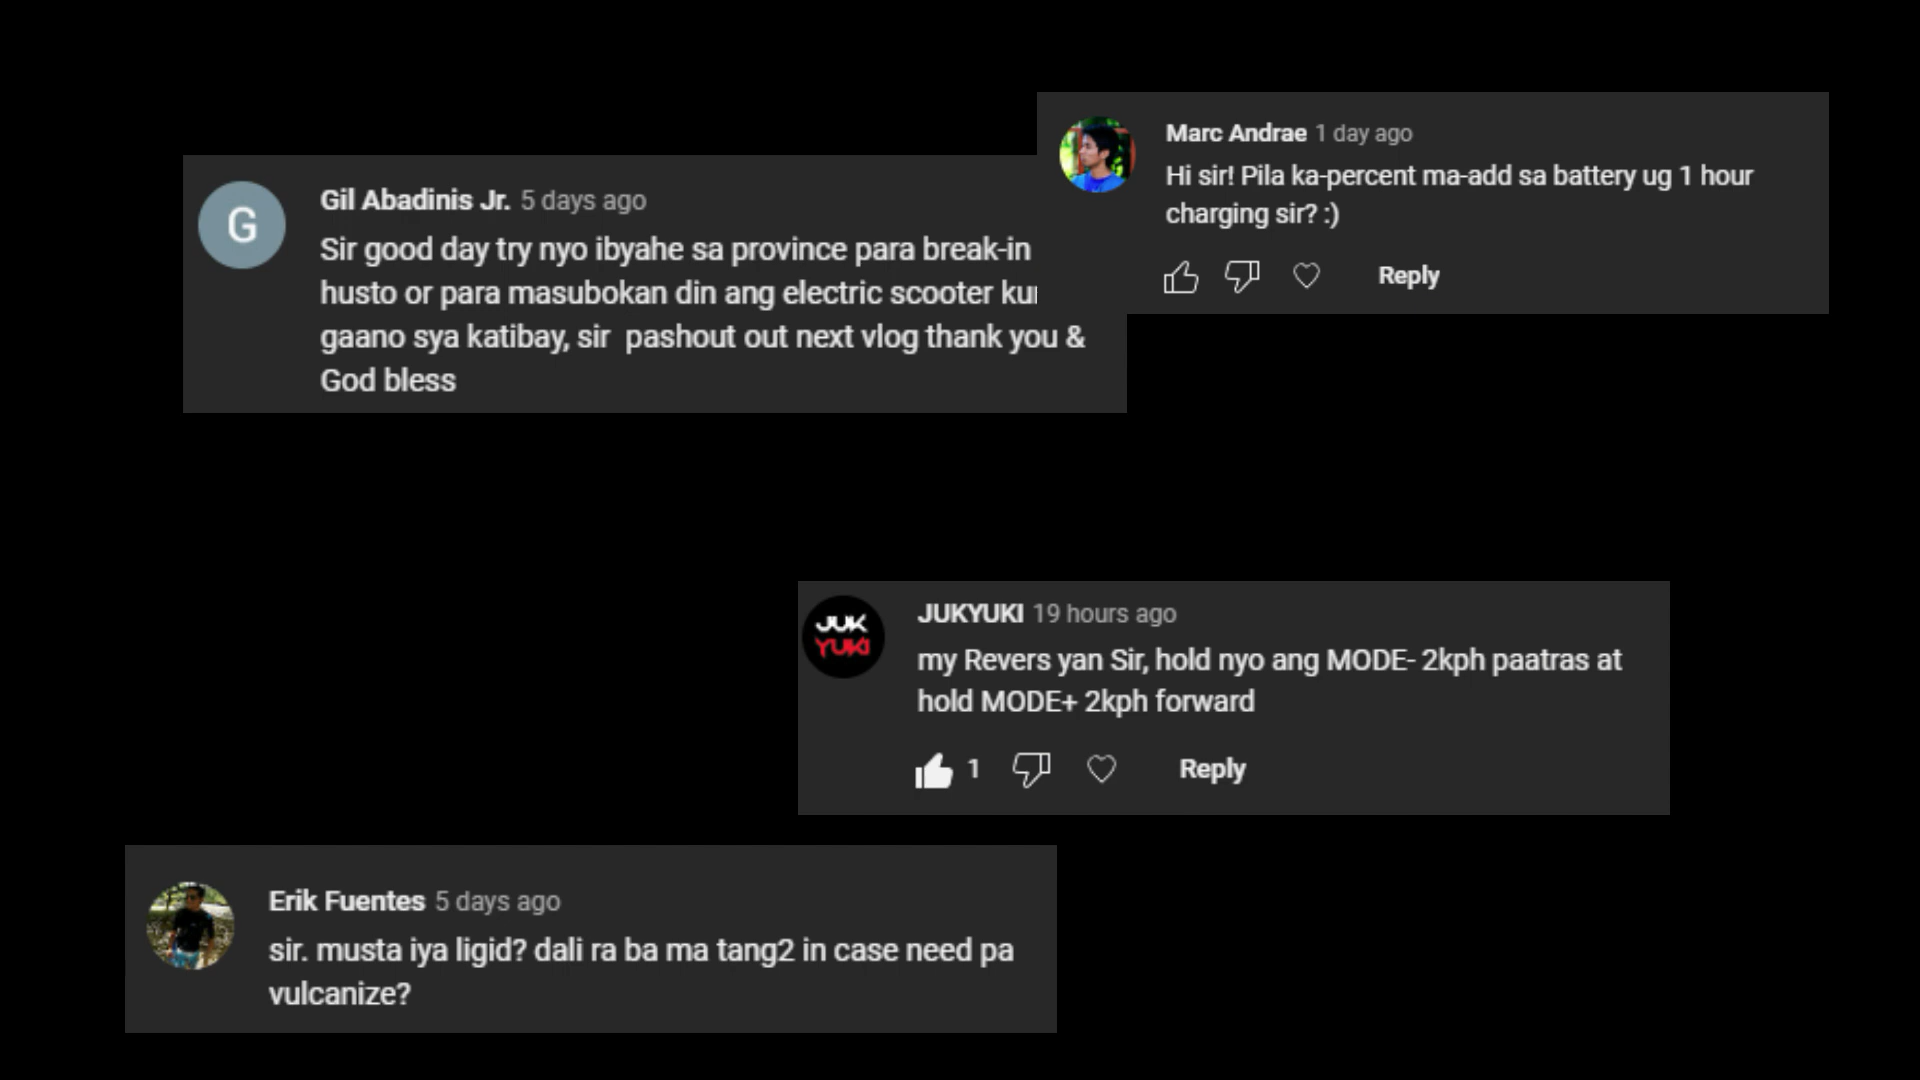 Marc Andrae 1 day ago
Hi sir! Pila ka-percent ma-add sa battery ug 1 hour
charging sir? :)
Reply
G
Gil Abadinis Jr. 5 days ago
Sir good day try nyo ibyahe sa province para break-in
husto or para masubokan din ang electric scooter
gaano sya katibay, sir pashout out next vlog thank you &
God bless
JUK
YUKI
JUKYUKI 19 hours ago
my Revers yan Sir, hold nyo ang MODE- 2kph paatras at
hold MODE+ 2kph forward
1 Reply
Erik Fuentes 5 days ago
sir. musta iya ligid? dali ra ba ma tang2 in case need pa
vulcanize?